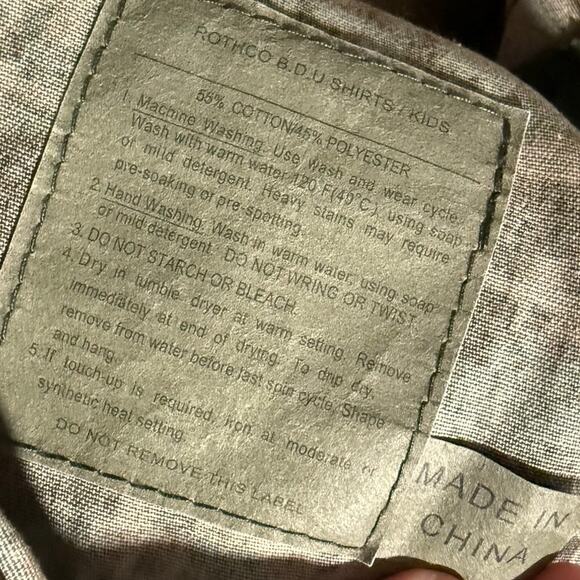 ROTHCO B.D.U SHIRTS / KIDS
55% COTTON/45% POLYESTER
1. Machine Washing. Use wash and wear cycle.
Wash with warm water 120 F(49°C) using soap
of mild detergent. Heavy stains may require
pre-soaking of pre spotting.
2. Hand Washing. Wash in warm water, using soap
or mild detergent. DO NOT WRING OR TWIST.
3. DO NOT STARCH OR BLEACH.
4. Dry in tumble dryer at warm setting. Remove
immediately at end of drying. To drip dry,
remove from water before last spin cycle. Shape
and hang.
5. If touch-up is required, iron at moderate or
synthetic heat setting.
DO NOT REMOVE THIS LABEL
MADE IN
CHINA